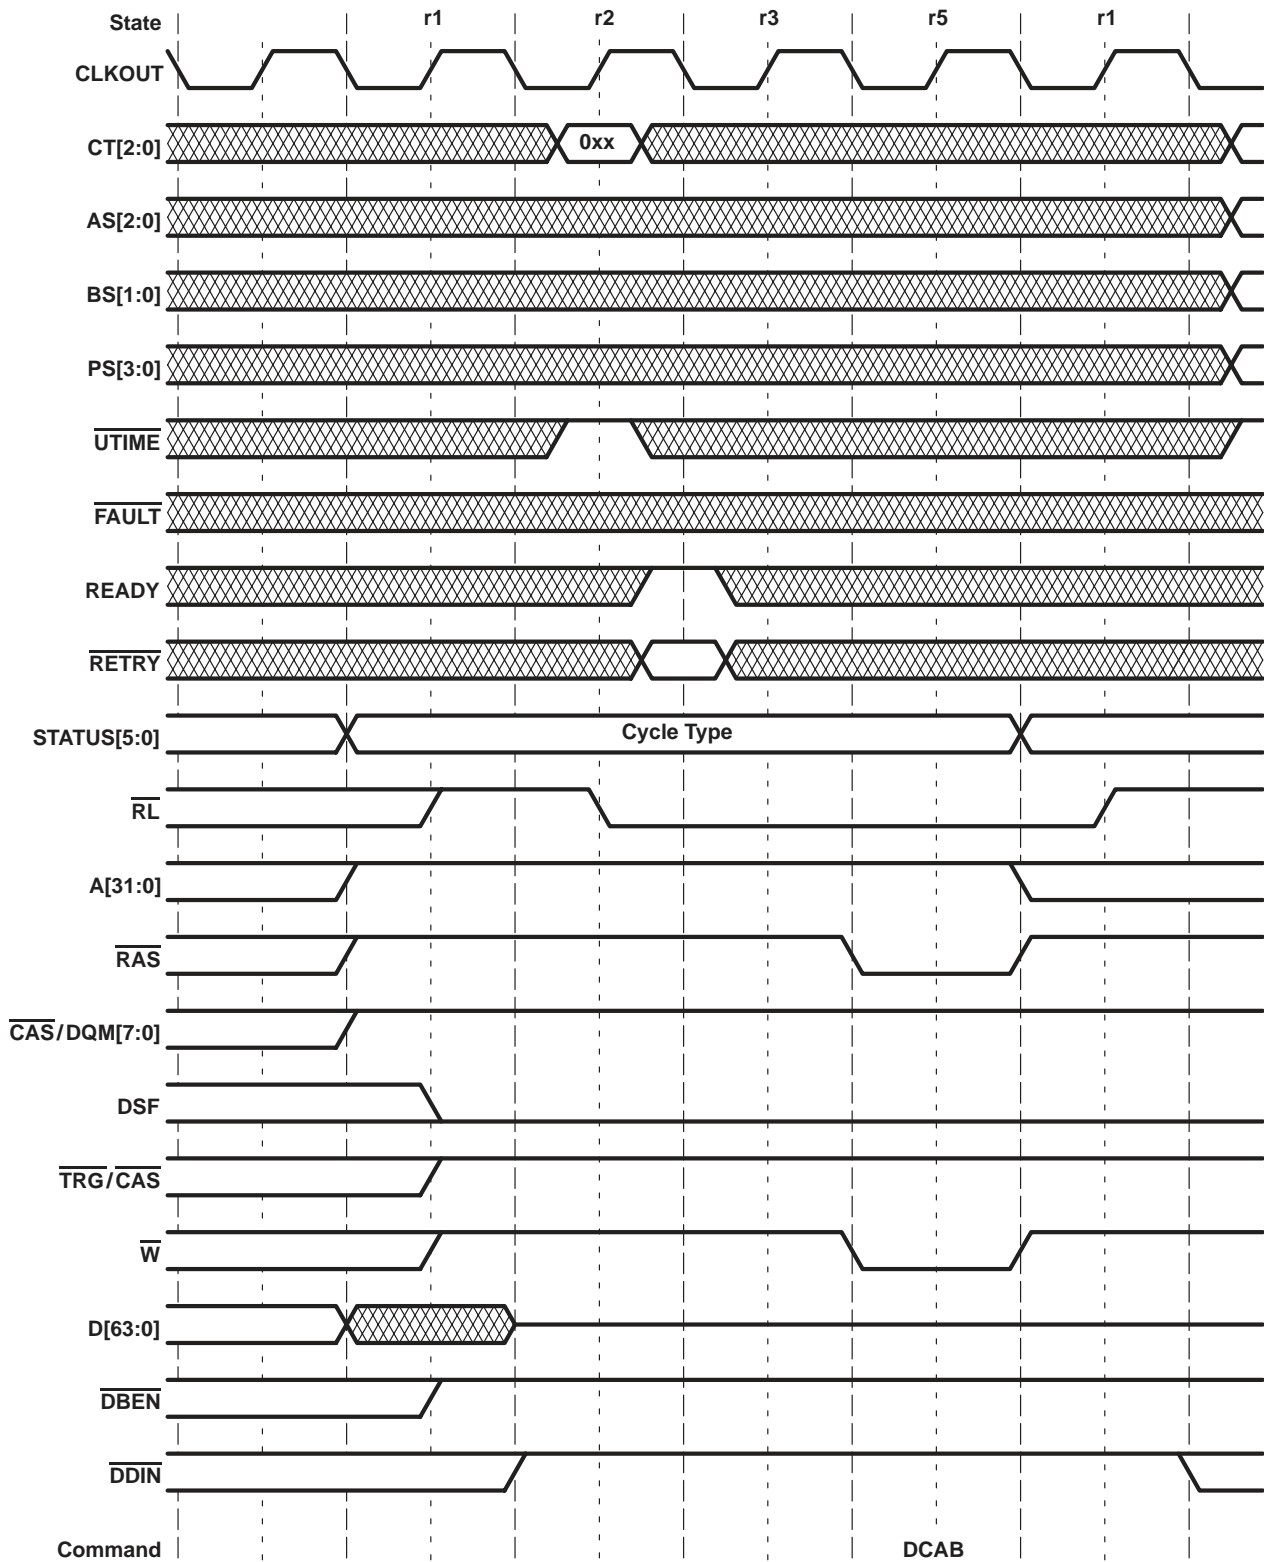 State r1 r2 r3 r5 r1
CLKOUT
CT[2:0] 0xx
AS[2:0]
BS[1:0]
PS[3:0]
UTIME
FAULT
READY
RETRY
STATUS[5:0] Cycle Type
RL
A[31:0]
RAS
CAS/DQM[7:0]
DSF
TRG/CAS
W
D[63:0]
DBEN
DDIN
Command DCAB